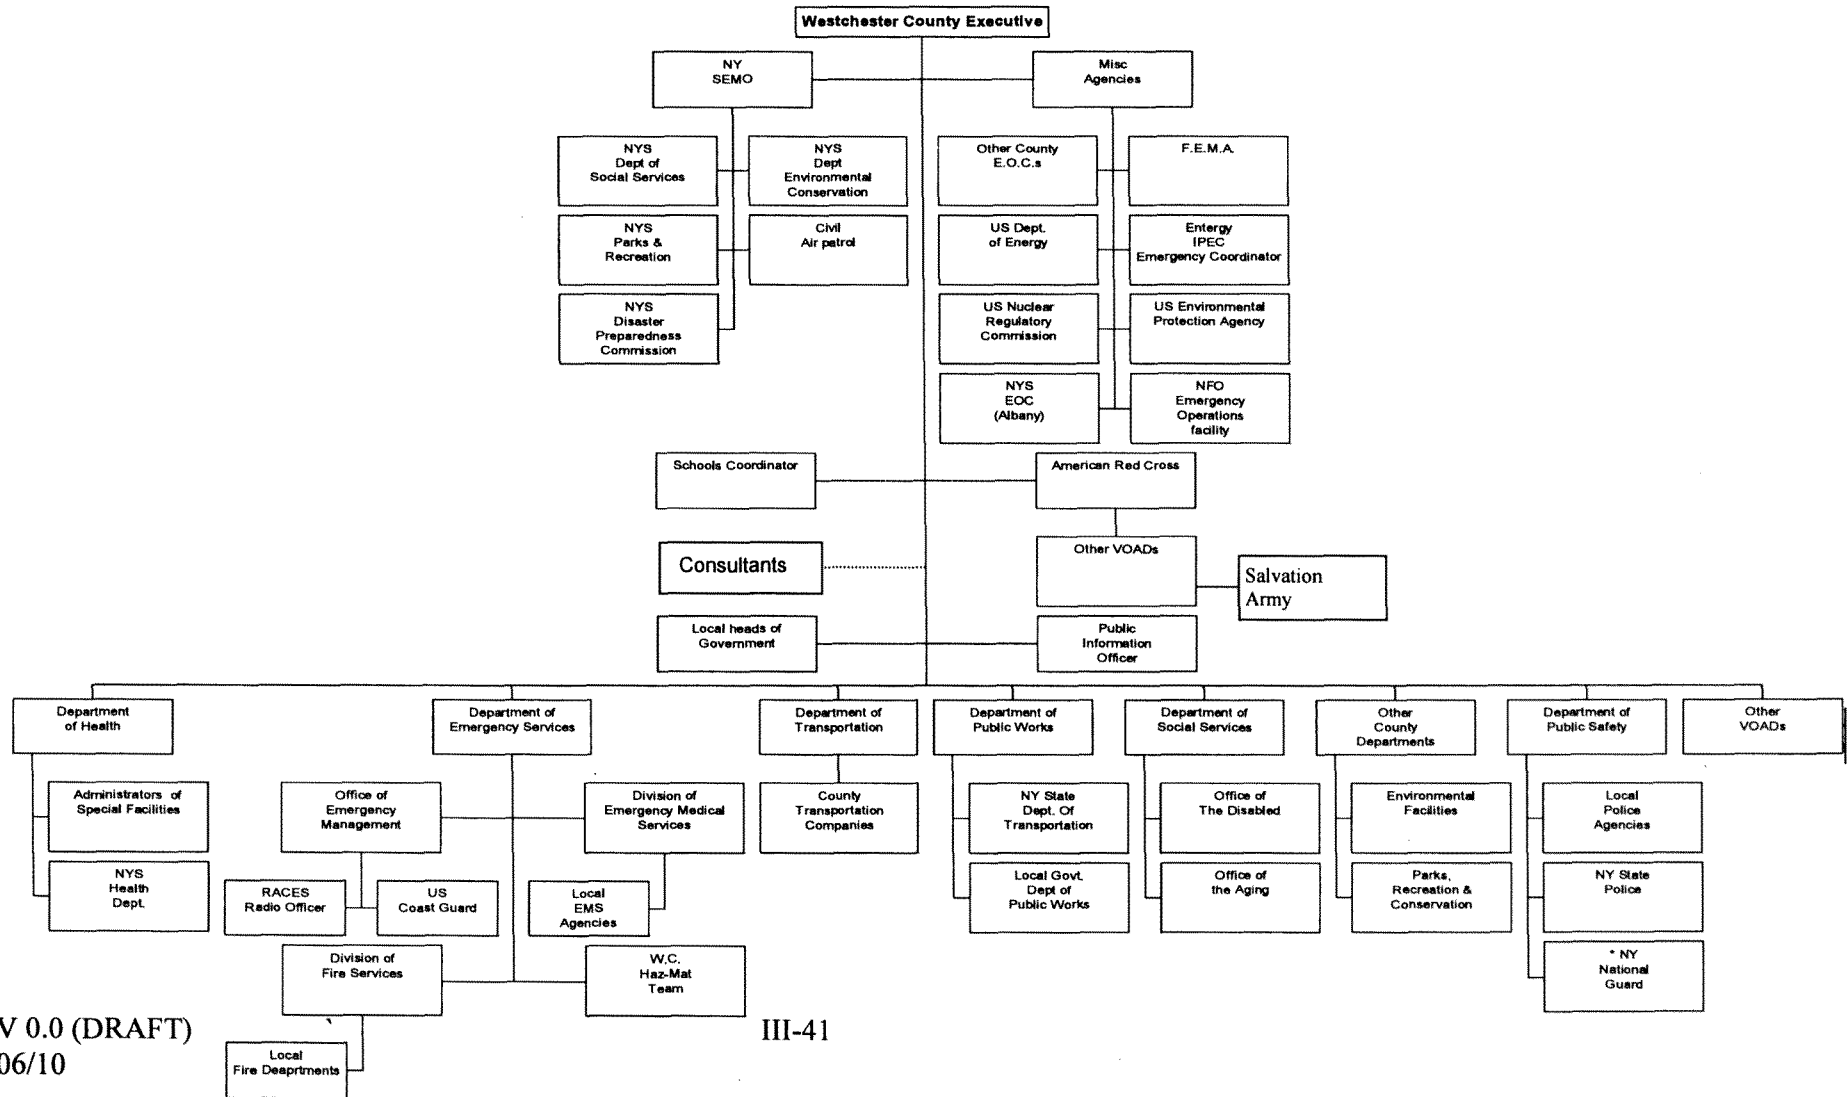 Westchester County Executive
NY
SEMO
Misc
Agencies
NYS
Dept of
Social Services
NYS
Dept
Environmental
Conservation
Other County
E.O.C.s
F.E.M.A.
NYS
Parks &
Recreation
Civil
Air patrol
US Dept.
of Energy
Entergy
IPEC
Emergency Coordinator
NYS
Disaster
Preparedness
Commission
US Nuclear
Regulatory
Commission
US Environmental
Protection Agency
NYS
EOC
(Albany)
NFO
Emergency
Operations
facility
Schools Coordinator
American Red Cross
Consultants
Other VOADs
Salvation
Army
Local heads of
Government
Public
Information
Officer
Department
of Health
Department of
Emergency Services
Department of
Transportation
Department of
Public Works
Department of
Social Services
Other
County
Departments
Department of
Public Safety
Other
VOADs
Administrators of
Special Facilities
Office of
Emergency
Management
Division of
Emergency Medical
Services
County
Transportation
Companies
NY State
Dept. Of
Transportation
Office of
The Disabled
Environmental
Facilities
Local
Police
Agencies
NYS
Health
Dept.
RACES
Radio Officer
US
Coast Guard
Local
EMS
Agencies
Local Govt.
Dept of
Public Works
Office of
the Aging
Parks,
Recreation &
Conservation
NY State
Police
Division of
Fire Services
W.C.
Haz-Mat
Team
* NY
National
Guard
V 0.0 (DRAFT)
06/10
III-41
Local
Fire Deaprtments